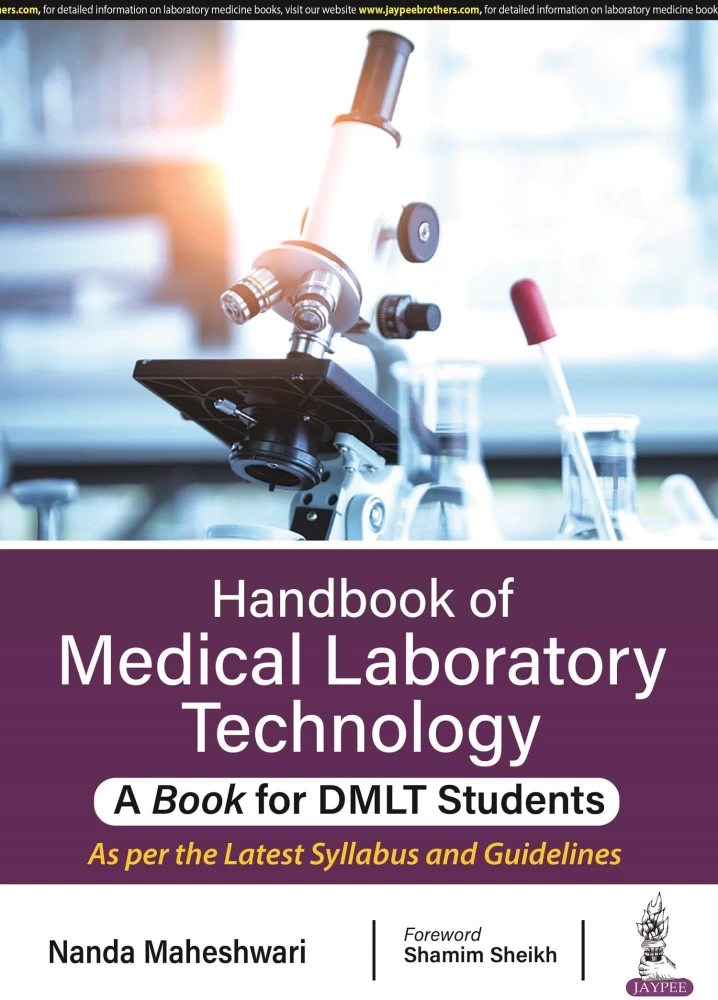 ers.com, for detailed information on laboratory medicine books, visit our website www.jaypeebrothers.com, for detailed information on laboratory medicine book
Handbook of
Medical Laboratory
Technology
A Book for DMLT Students
As per the Latest Syllabus and Guidelines
Nanda Maheshwari
Foreword
Shamim Sheikh
JAYPEE